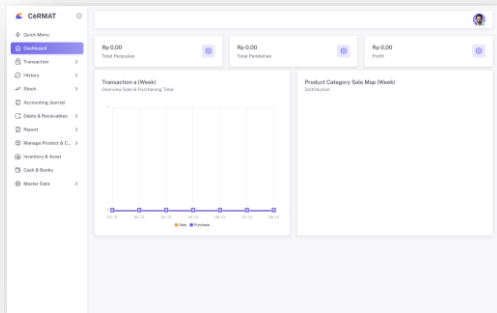 CERMAT
Quick Menu
Dashboard
Transaction
History
Stock
Accounting Journal
Debts & Receivables
Report
Manage Product & C...
Inventory & Asset
Cash & Banks
Master Data
Rp 0,00
Total Penjualan
Rp 0,00
Total Pembelian
Rp 0,00
Profit
Transaction a (Week)
Overview Sale & Purchasing Total
Product Category Sale Map (Week)
Distribution
Sale Purchase